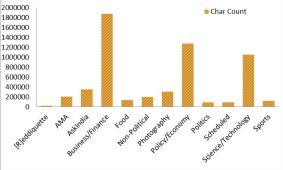 Char Count
2000000
1800000
1600000
1400000
1200000
1000000
800000
600000
400000
200000
0
[R]eddiquette
AMA
AskIndia
Business/Finance
Food
Non-Political
Photography
Policy/Economy
Politics
Scheduled
Science/Technology
Sports